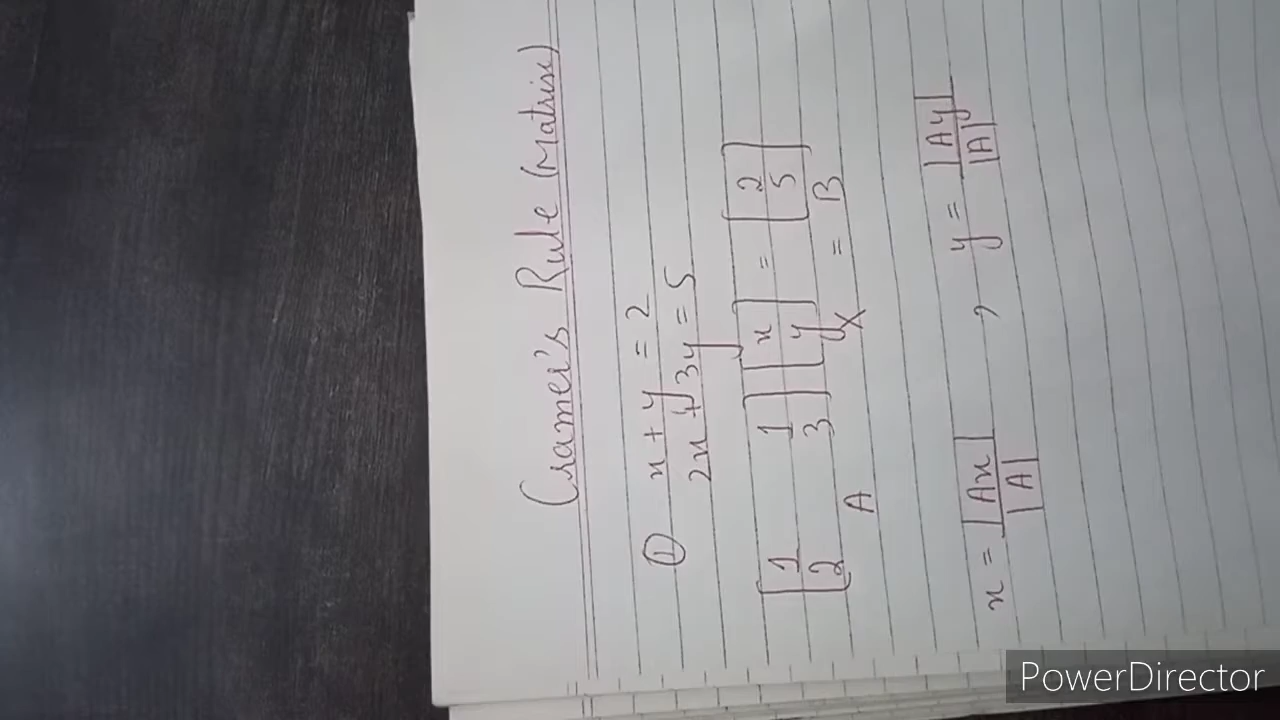 Cramer's Rule (Matrix)
① x + y = 2
2x + 3y = 5
[1 1] [x] = [2]
[2 3] [y] [5]
A X = B
x = |Ax| / |A| , y = |Ay| / |A|
PowerDirector